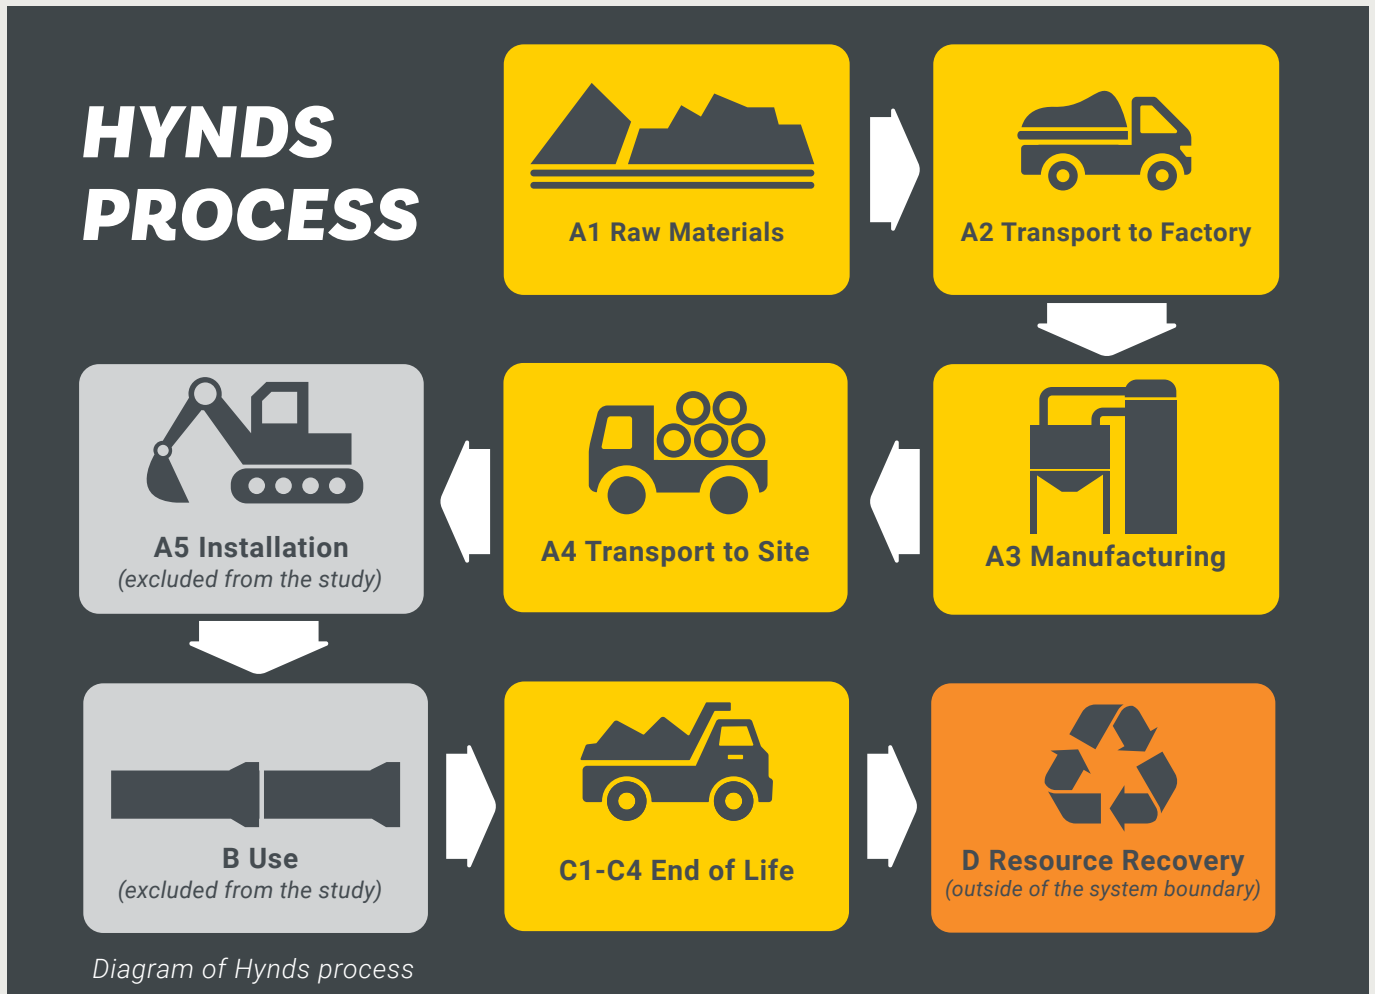 HYNDS
PROCESS
A1 Raw Materials
A2 Transport to Factory
A5 Installation
(excluded from the study)
A4 Transport to Site
A3 Manufacturing
B Use
(excluded from the study)
C1-C4 End of Life
D Resource Recovery
(outside of the system boundary)
Diagram of Hynds process